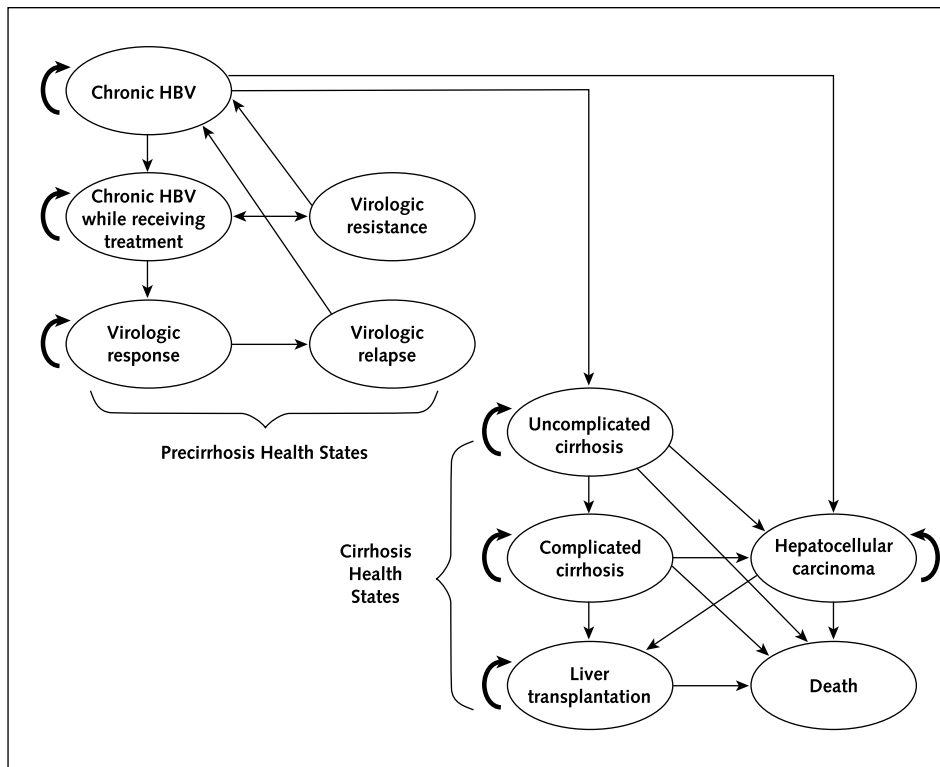 Chronic HBV
Chronic HBV
while receiving
treatment
Virologic
resistance
Virologic
response
Virologic
relapse
Precirrhosis Health States
Uncomplicated
cirrhosis
Cirrhosis
Health
States
Complicated
cirrhosis
Hepatocellular
carcinoma
Liver
transplantation
Death